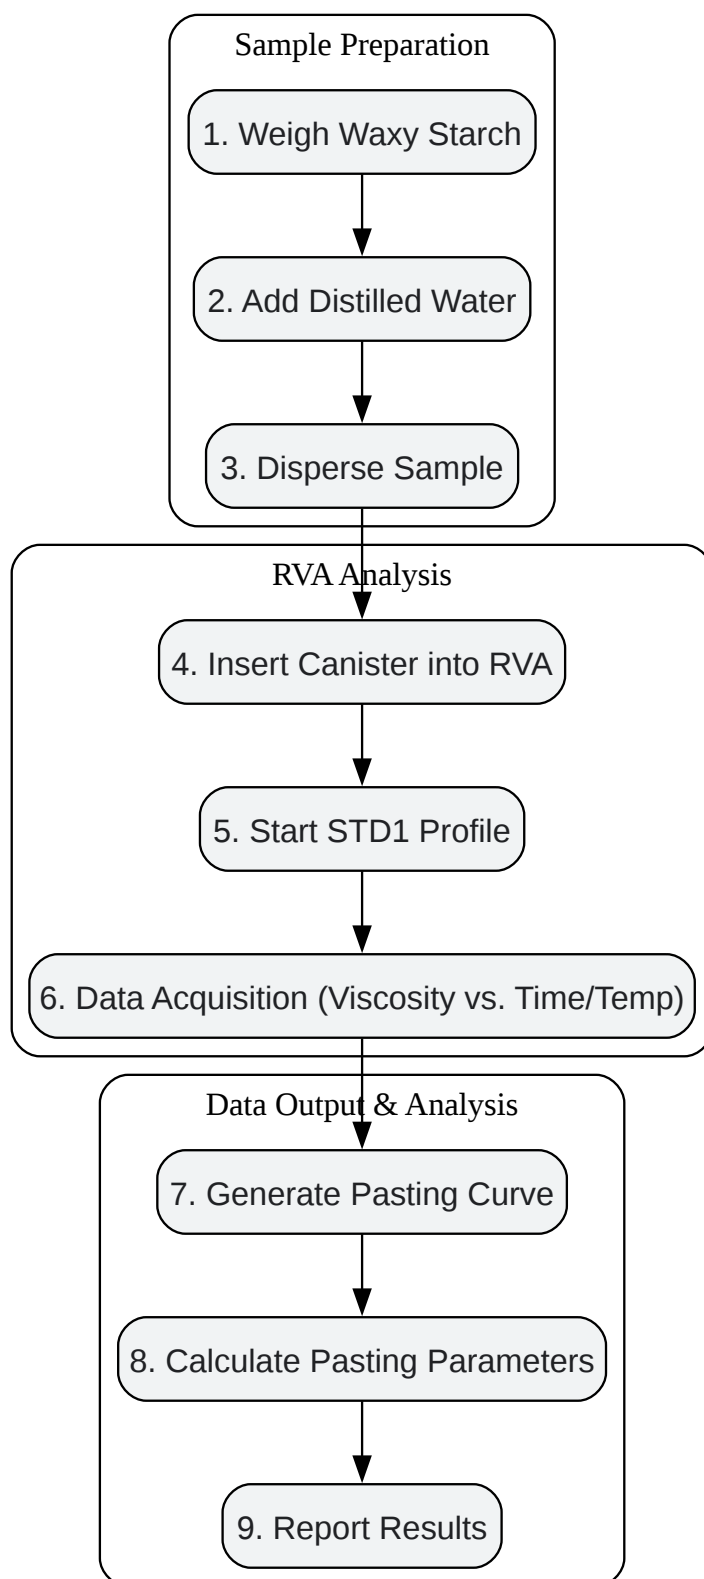 Sample Preparation
1. Weigh Waxy Starch
2. Add Distilled Water
3. Disperse Sample
RVA Analysis
4. Insert Canister into RVA
5. Start STD1 Profile
6. Data Acquisition (Viscosity vs. Time/Temp)
Data Output & Analysis
7. Generate Pasting Curve
8. Calculate Pasting Parameters
9. Report Results